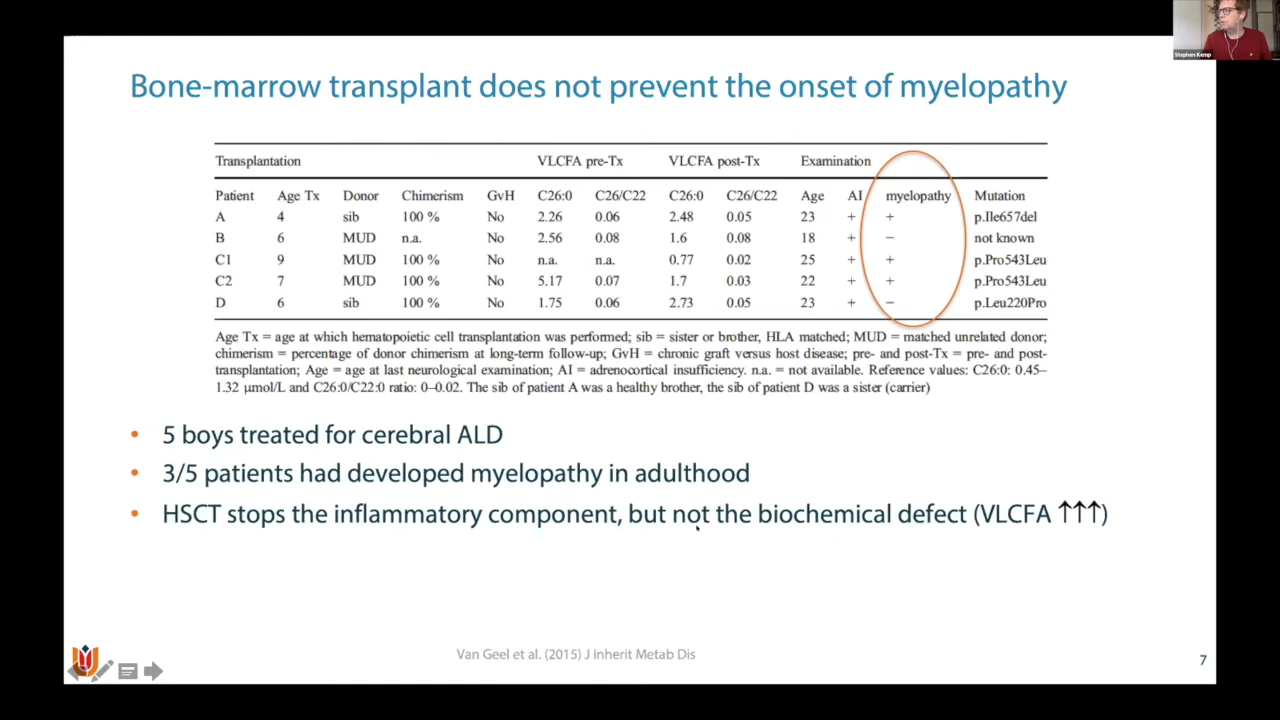 Stephen Kemp
Bone-marrow transplant does not prevent the onset of myelopathy
Transplantation VLCFA pre-Tx VLCFA post-Tx Examination
Patient Age Tx Donor Chimerism GvH C26:0 C26/C22 C26:0 C26/C22 Age AI myelopathy Mutation
A 4 sib 100 % No 2.26 0.06 2.48 0.05 23 + + p.Ile657del
B 6 MUD n.a. No 2.56 0.08 1.6 0.08 18 + − not known
C1 9 MUD 100 % No n.a. n.a. 0.77 0.02 25 + + p.Pro543Leu
C2 7 MUD 100 % No 5.17 0.07 1.7 0.03 22 + + p.Pro543Leu
D 6 sib 100 % No 1.75 0.06 2.73 0.05 23 + − p.Leu220Pro
Age Tx = age at which hematopoietic cell transplantation was performed; sib = sister or brother, HLA matched; MUD = matched unrelated donor;
chimerism = percentage of donor chimerism at long-term follow-up; GvH = chronic graft versus host disease; pre- and post-Tx = pre- and post-
transplantation; Age = age at last neurological examination; AI = adrenocortical insufficiency. n.a. = not available. Reference values: C26:0: 0.45–
1.32 μmol/L and C26:0/C22:0 ratio: 0–0.02. The sib of patient A was a healthy brother, the sib of patient D was a sister (carrier)
• 5 boys treated for cerebral ALD
• 3/5 patients had developed myelopathy in adulthood
• HSCT stops the inflammatory component, but not the biochemical defect (VLCFA ↑↑↑)
Van Geel et al. (2015) J Inherit Metab Dis
7